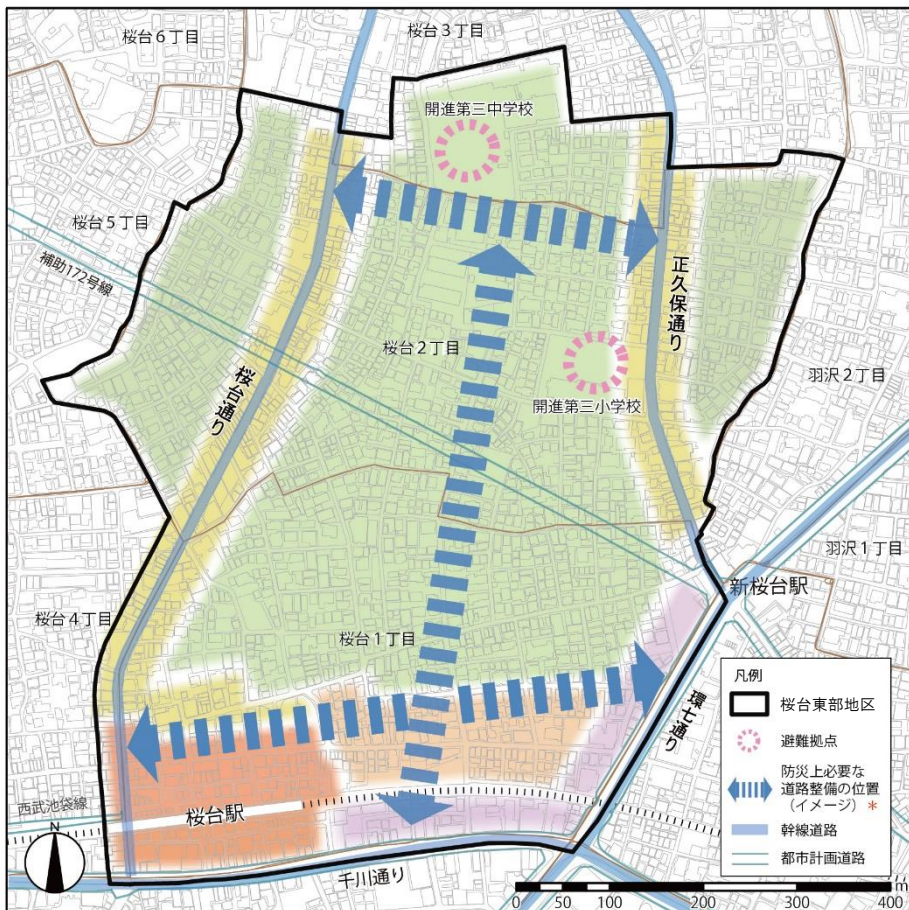 桜台6丁目
桜台3丁目
開進第三中学校
桜台5丁目
補助172号線
正久保通り
桜台2丁目
羽沢2丁目
桜台通り
開進第三小学校
羽沢1丁目
新桜台駅
桜台4丁目
桜台1丁目
環七通り
西武池袋線
桜台駅
千川通り
N
凡例
桜台東部地区
避難拠点
防災上必要な
道路整備の位置
(イメージ) *
幹線道路
都市計画道路
0 50 100 200 300 400 m